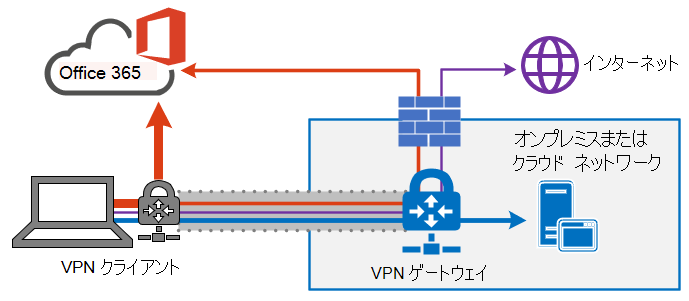 Office 365
インターネット
オンプレミスまたは
クラウド ネットワーク
VPN クライアント
VPN ゲートウェイ